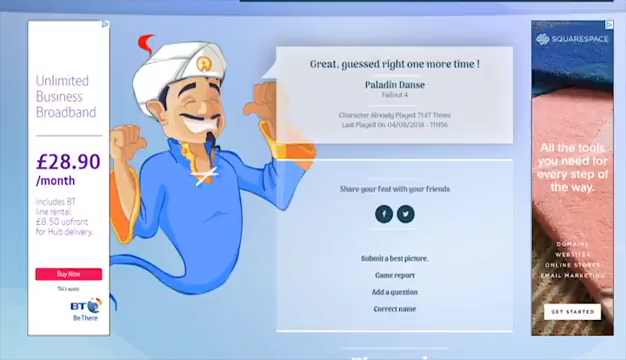 Unlimited
Business
Broadband
£28.90
/month
includes BT
line rental.
£8.50 upfront
for Hub delivery.
Buy Now
T&Cs apply
BT
Be There
Great, guessed right one more time !
Paladin Danse
Fallout 4
Character Already Played 7147 Times
Last Played On 04/08/2018 - 11H56
Share your feat with your friends
Submit a best picture.
Game report
Add a question
Correct name
SQUARESPACE
All the tools
you need for
every step of
the way.
DOMAINS
WEBSITES
ONLINE STORES
EMAIL MARKETING
GET STARTED